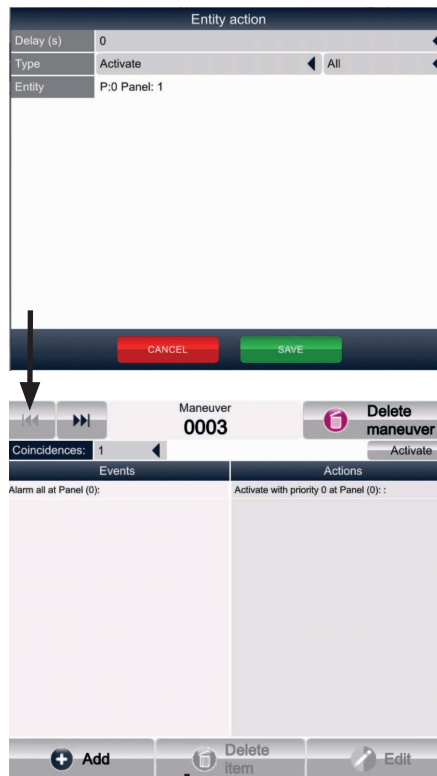 Entity action
Delay (s) 0
Type Activate All
Entity P:0 Panel: 1
CANCEL SAVE
Maneuver
0003
Delete
maneuver
Coincidences: 1 Activate
Events Actions
Alarm all at Panel (0): Activate with priority 0 at Panel (0): :
Add
Delete
item
Edit